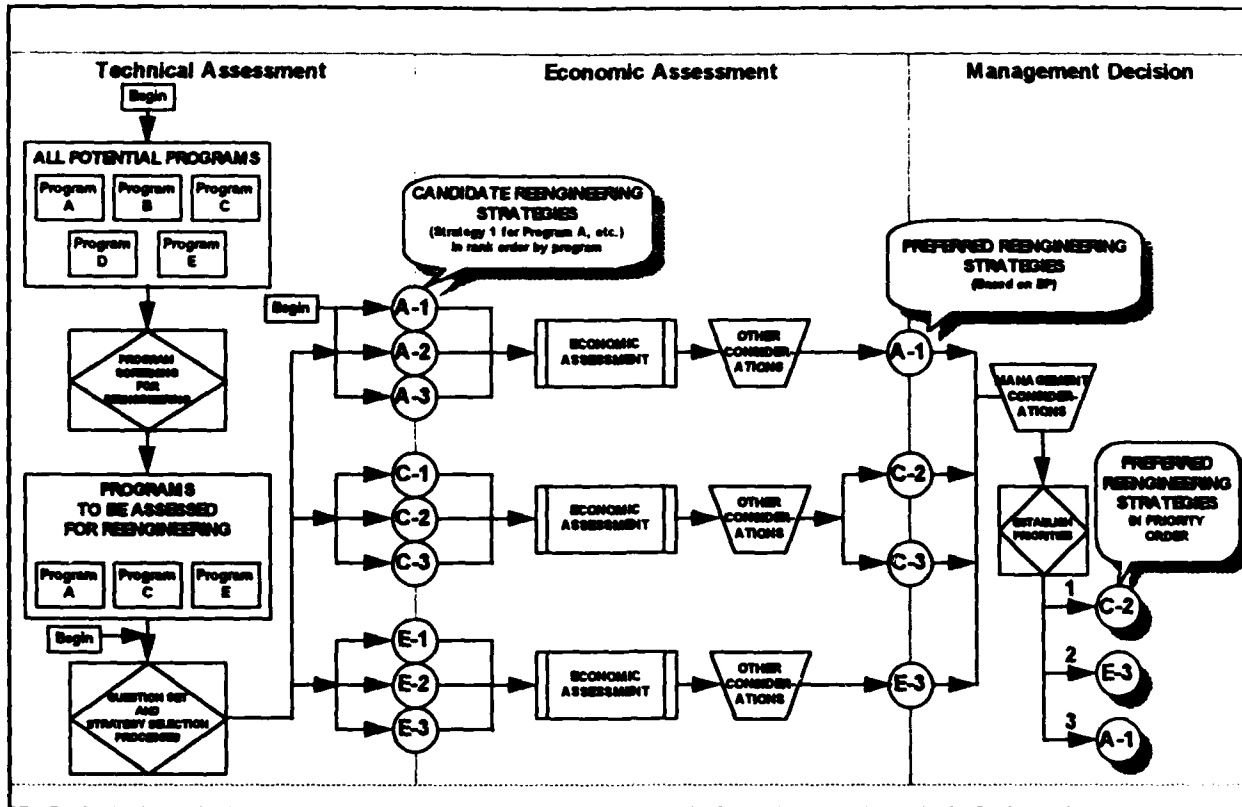 Technical Assessment
Economic Assessment
Management Decision
Begin
ALL POTENTIAL PROGRAMS
Program
A
Program
B
Program
C
Program
D
Program
E
PROGRAM
SCREENING
FOR
REENGINEERING
PROGRAMS
TO BE ASSESSED
FOR REENGINEERING
Program
A
Program
C
Program
E
Begin
QUESTION SET
AND
STRATEGY SELECTION
PROCESSES
CANDIDATE REENGINEERING
STRATEGIES
(Strategy 1 for Program A, etc.)
in rank order by program
Begin
A-1
A-2
A-3
ECONOMIC
ASSESSMENT
OTHER
CONSIDER-
ATIONS
C-1
C-2
C-3
ECONOMIC
ASSESSMENT
OTHER
CONSIDER-
ATIONS
E-1
E-2
E-3
ECONOMIC
ASSESSMENT
OTHER
CONSIDER-
ATIONS
PREFERRED REENGINEERING
STRATEGIES
(Based on BP)
A-1
C-2
C-3
E-3
MANAGEMENT
CONSIDER-
ATIONS
ESTABLISH
PRIORITIES
PREFERRED
REENGINEERING
STRATEGIES
IN PRIORITY
ORDER
1
C-2
2
E-3
3
A-1